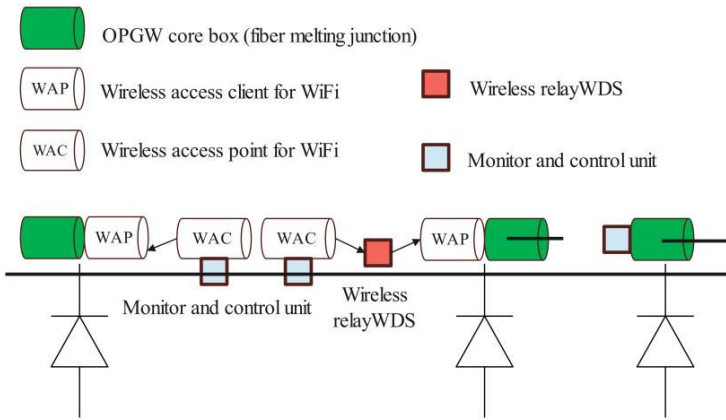 OPGW core box (fiber melting junction)
WAP
Wireless access client for WiFi
Wireless relayWDS
WAC
Wireless access point for WiFi
Monitor and control unit
WAP
WAC
WAC
WAP
Monitor and control unit
Wireless
relayWDS